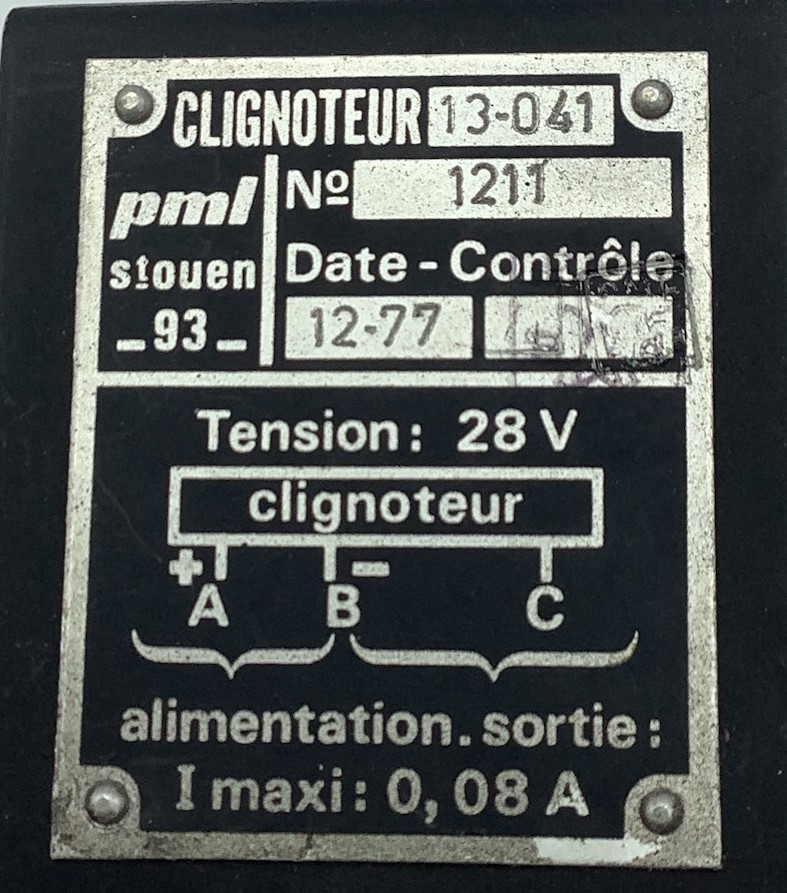 CLIGNOTEUR 13-041
pml
stouen
_93_
Nº 1211
Date - Contrôle
12-77
Tension: 28 V
clignoteur
+ -
A B C
alimentation. sortie:
I maxi: 0,08 A